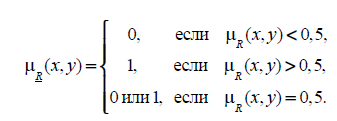 0, если μ_R(x, y) < 0,5,
μ_R̲(x, y) = { 1, если μ_R(x, y) > 0,5,
0 или 1, если μ_R(x, y) = 0,5.